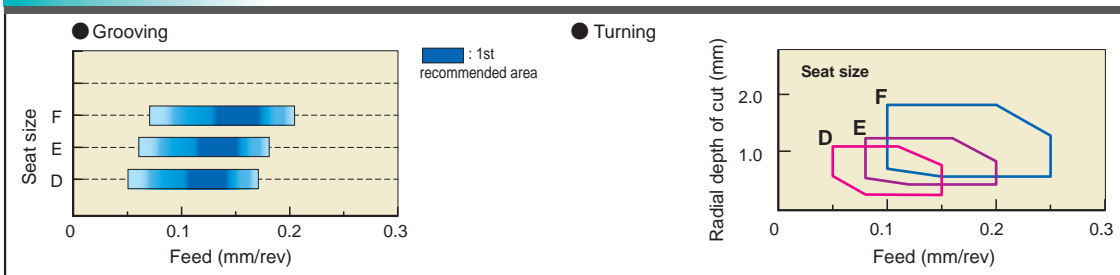 Grooving
: 1st
recommended area
Seat size
F
E
D
0
0.1
0.2
0.3
Feed (mm/rev)
Turning
Radial depth of cut (mm)
2.0
1.0
Seat size
F
E
D
0
0.1
0.2
0.3
Feed (mm/rev)